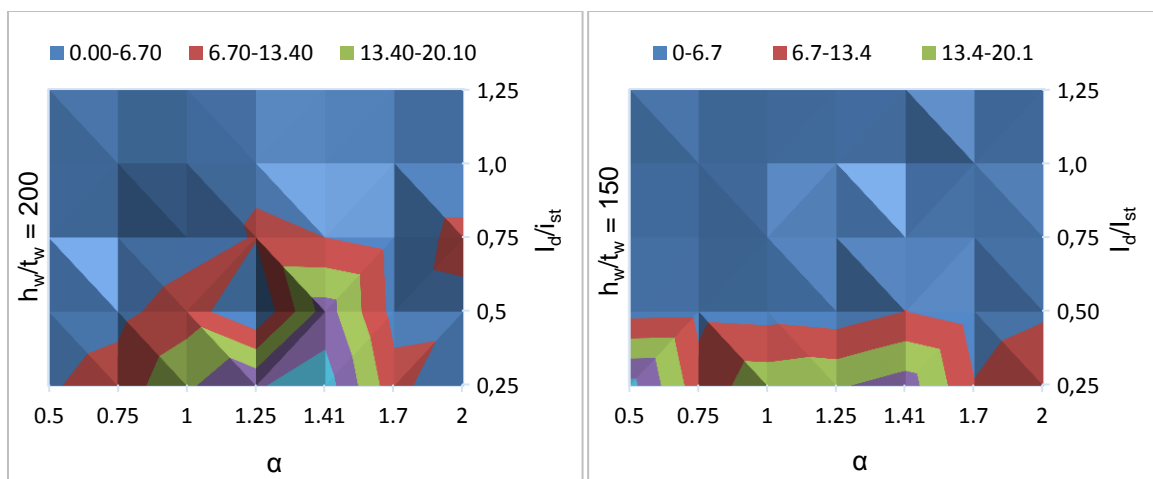 0.00-6.70 6.70-13.40 13.40-20.10
h_w/t_w = 200
1,25
1,0
0,75
0,50
0,25
I_d/I_st
0.5 0.75 1 1.25 1.41 1.7 2
α
0-6.7 6.7-13.4 13.4-20.1
h_w/t_w = 150
1,25
1,0
0,75
0,50
0,25
I_d/I_st
0.5 0.75 1 1.25 1.41 1.7 2
α